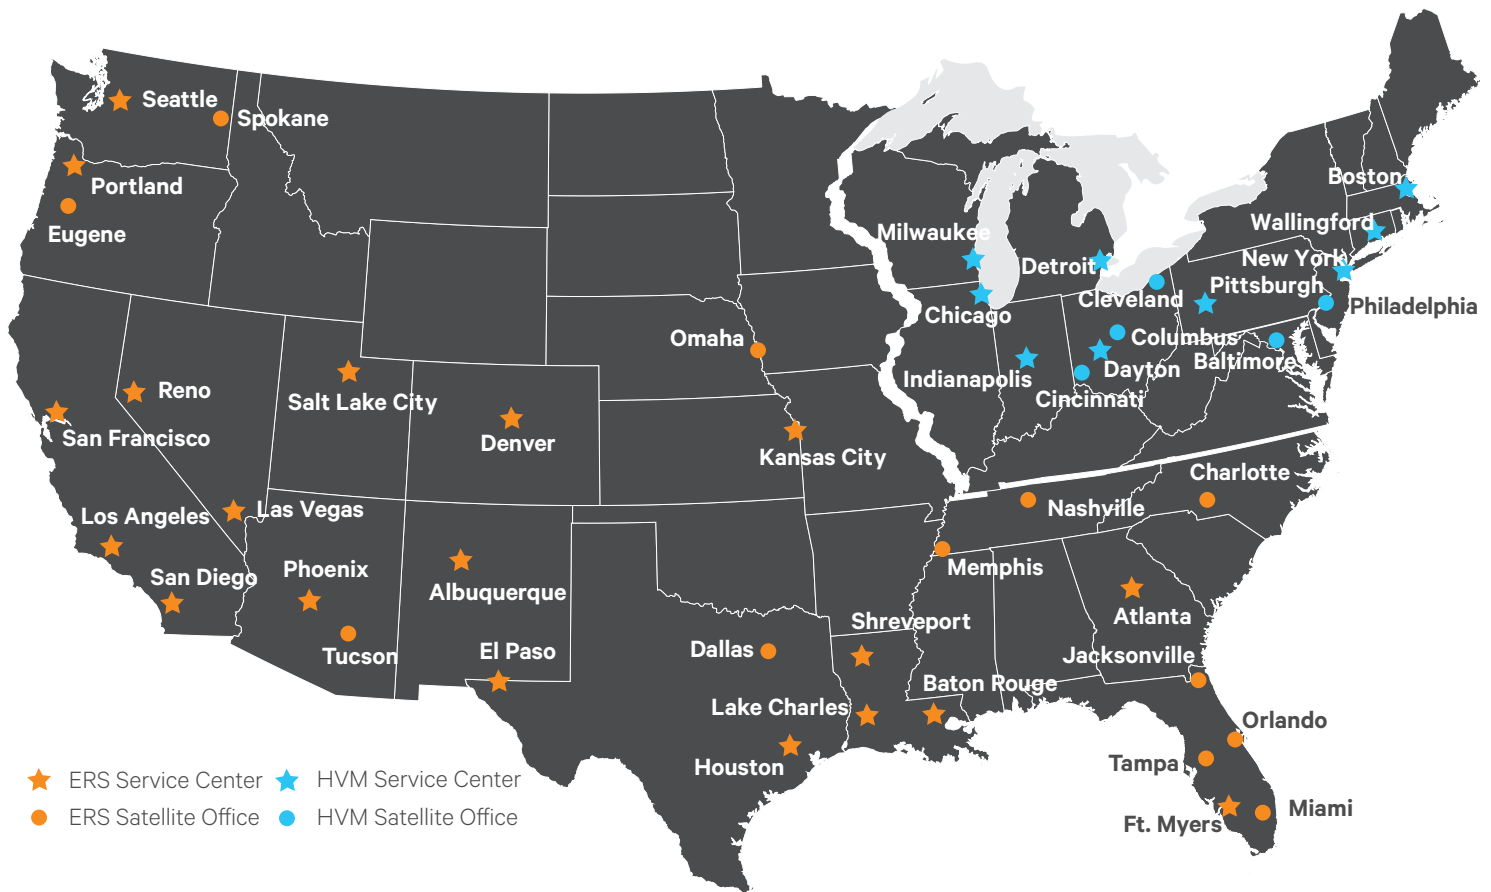 Seattle
Spokane
Portland
Eugene
Boston
Wallingford
Milwaukee
Detroit
New York
Pittsburgh
Cleveland
Philadelphia
Chicago
Columbus
Baltimore
Omaha
Dayton
Indianapolis
Cincinnati
Reno
Salt Lake City
San Francisco
Denver
Kansas City
Charlotte
Nashville
Las Vegas
Los Angeles
Memphis
Phoenix
San Diego
Albuquerque
Atlanta
Shreveport
Tucson
El Paso
Dallas
Jacksonville
Baton Rouge
Lake Charles
Orlando
Houston
Tampa
Miami
Ft. Myers
ERS Service Center
HVM Service Center
ERS Satellite Office
HVM Satellite Office